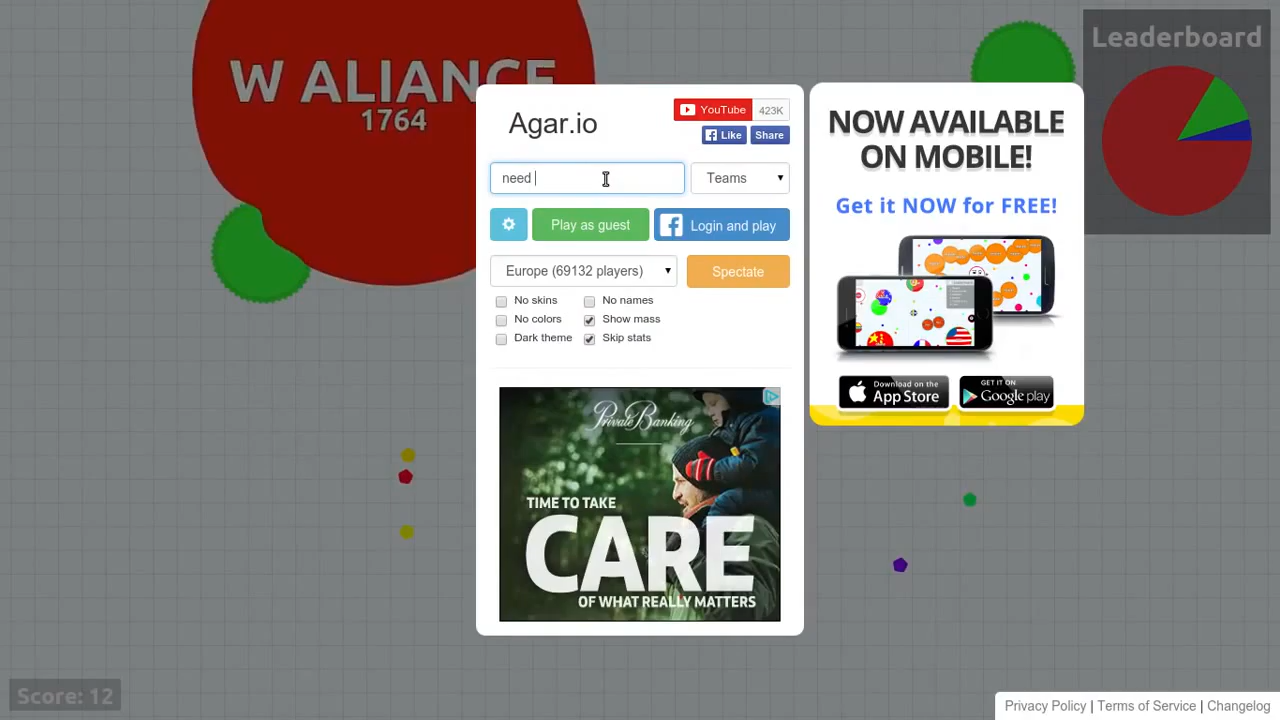 W ALIANCE
1764
Leaderboard
Agar.io
YouTube 423K
Like Share
need
Teams
Play as guest
Login and play
Europe (69132 players)
Spectate
No skins
No names
No colors
Show mass
Dark theme
Skip stats
Private Banking
TIME TO TAKE
CARE
OF WHAT REALLY MATTERS
NOW AVAILABLE
ON MOBILE!
Get it NOW for FREE!
Download on the
App Store
GET IT ON
Google play
Score: 12
Privacy Policy | Terms of Service | Changelog